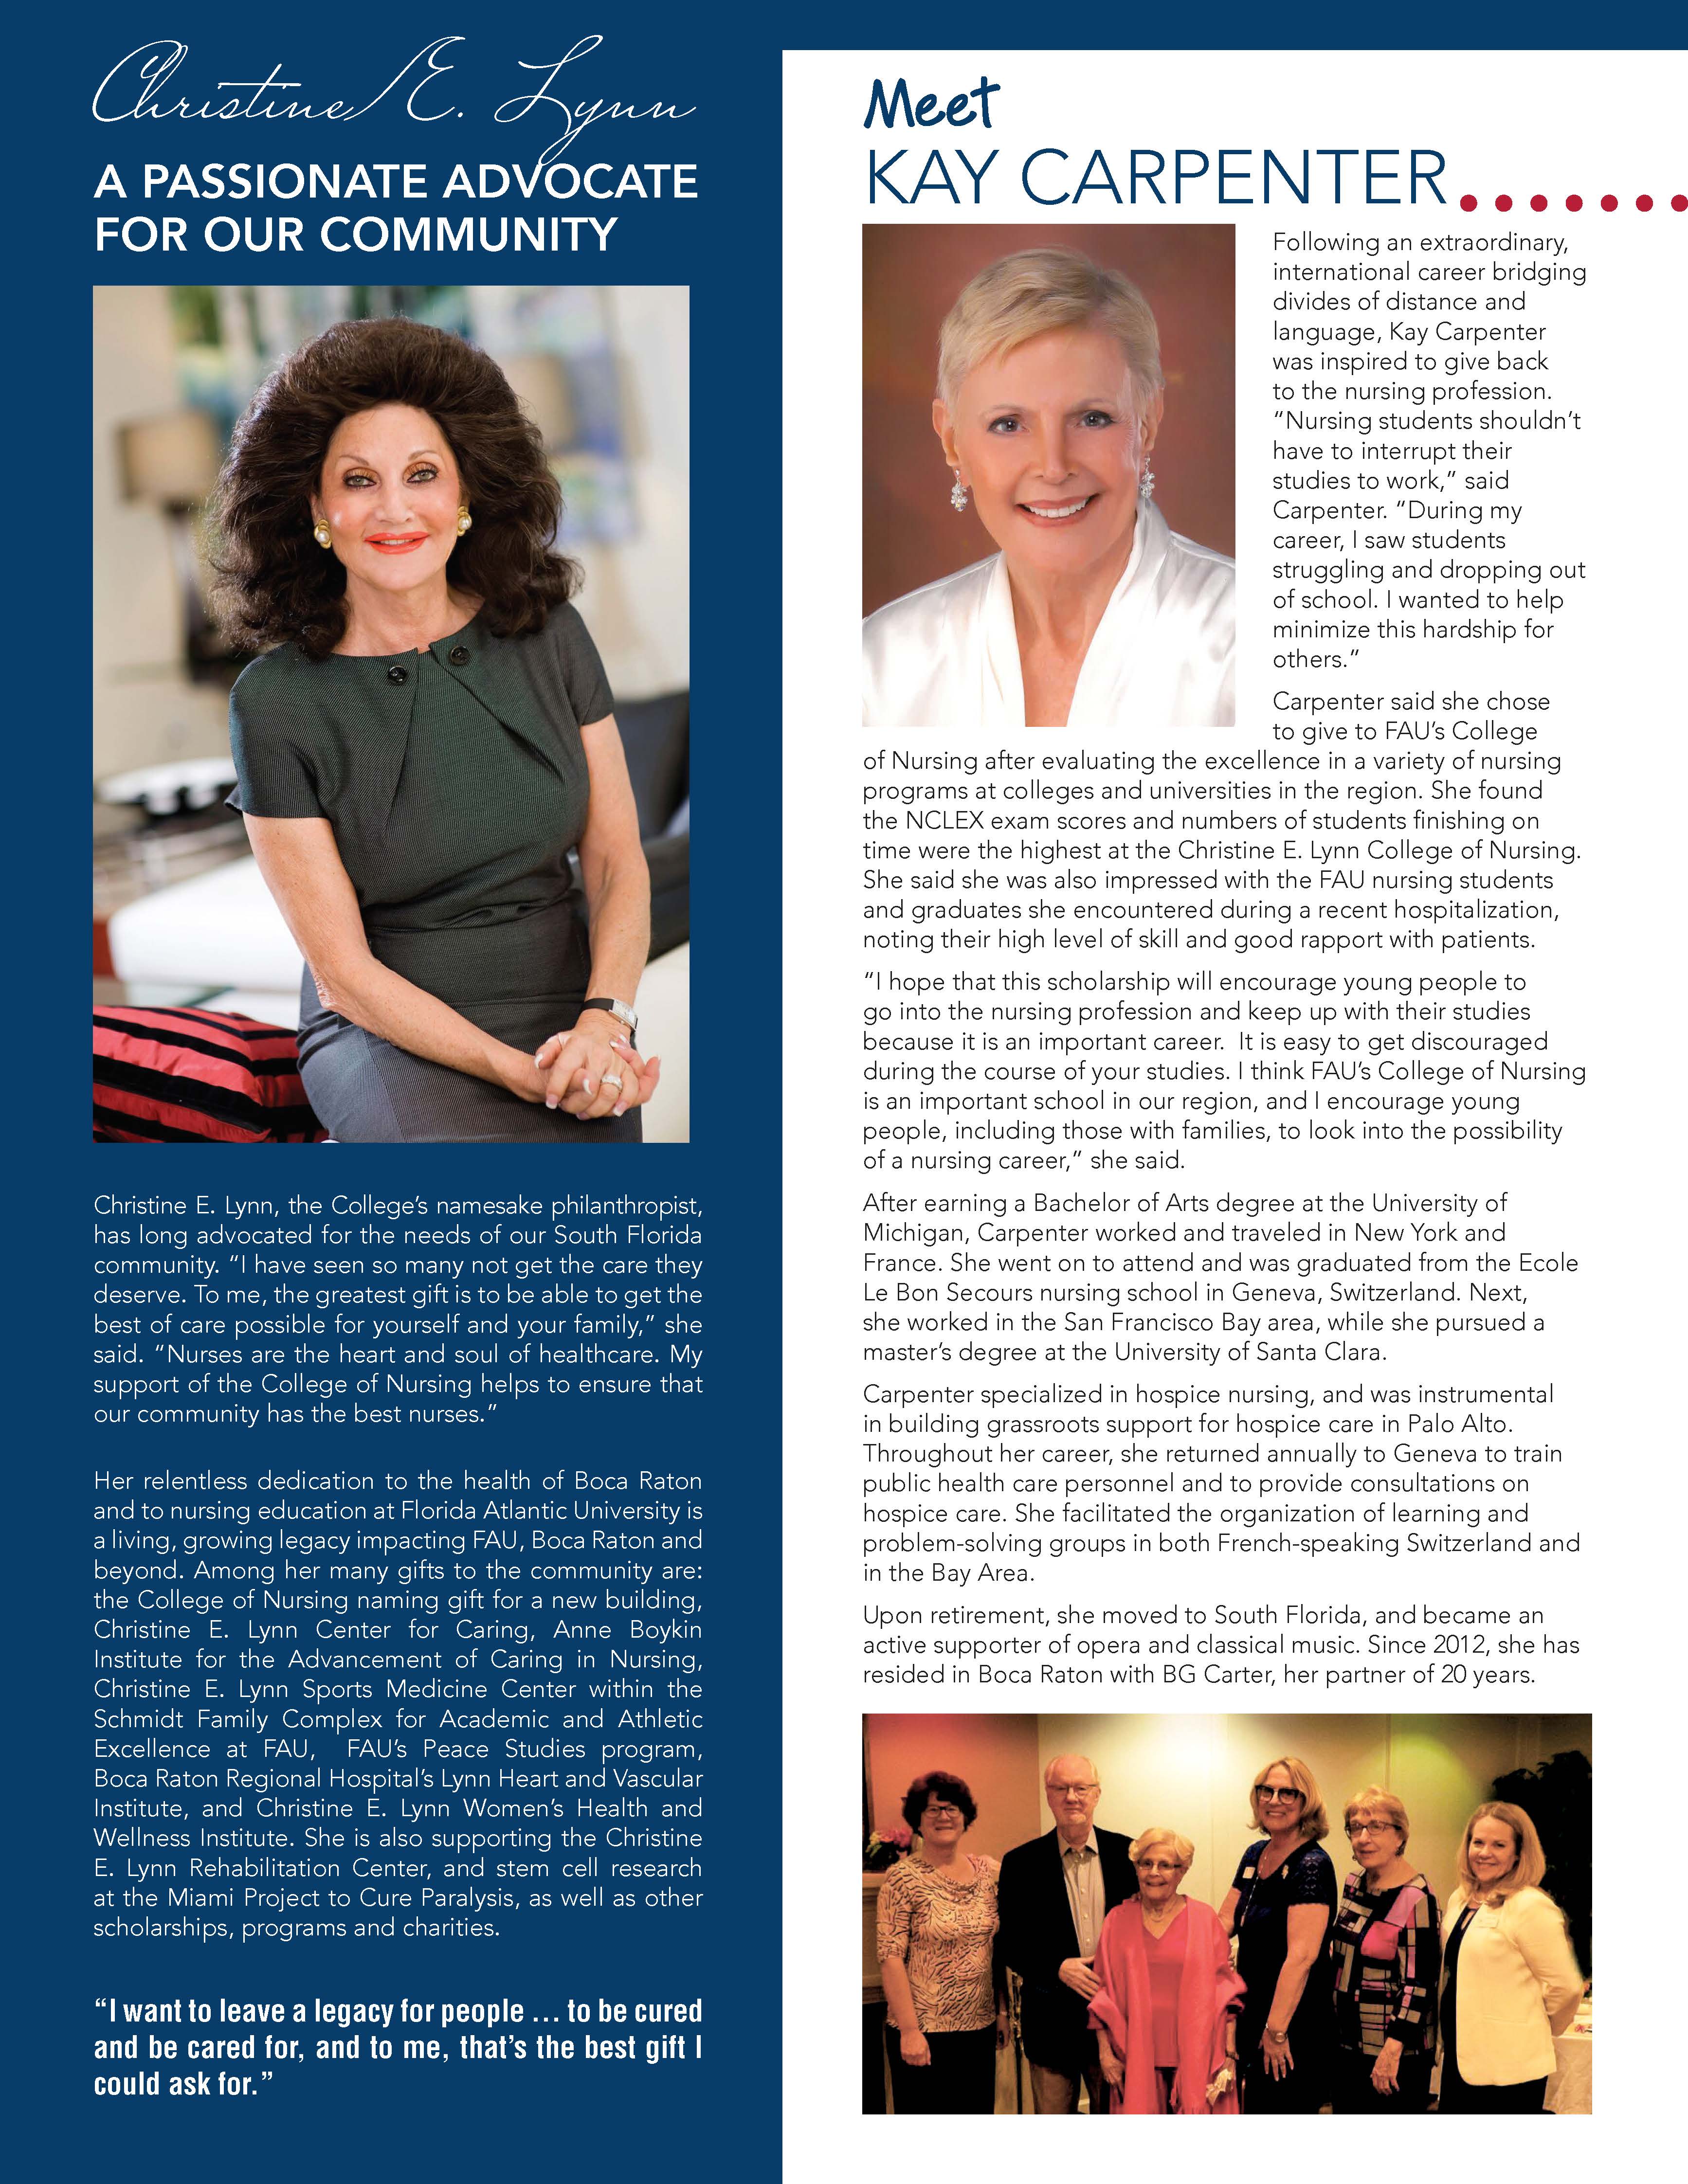 Christine E. Lynn
A PASSIONATE ADVOCATE
FOR OUR COMMUNITY
Christine E. Lynn, the College's namesake philanthropist,
has long advocated for the needs of our South Florida
community. “I have seen so many not get the care they
deserve. To me, the greatest gift is to be able to get the
best of care possible for yourself and your family,” she
said. “Nurses are the heart and soul of healthcare. My
support of the College of Nursing helps to ensure that
our community has the best nurses.”
Her relentless dedication to the health of Boca Raton
and to nursing education at Florida Atlantic University is
a living, growing legacy impacting FAU, Boca Raton and
beyond. Among her many gifts to the community are:
the College of Nursing naming gift for a new building,
Christine E. Lynn Center for Caring, Anne Boykin
Institute for the Advancement of Caring in Nursing,
Christine E. Lynn Sports Medicine Center within the
Schmidt Family Complex for Academic and Athletic
Excellence at FAU, FAU's Peace Studies program,
Boca Raton Regional Hospital's Lynn Heart and Vascular
Institute, and Christine E. Lynn Women's Health and
Wellness Institute. She is also supporting the Christine
E. Lynn Rehabilitation Center, and stem cell research
at the Miami Project to Cure Paralysis, as well as other
scholarships, programs and charities.
“I want to leave a legacy for people ... to be cured
and be cared for, and to me, that's the best gift I
could ask for.”
Meet
KAY CARPENTER.......
Following an extraordinary,
international career bridging
divides of distance and
language, Kay Carpenter
was inspired to give back
to the nursing profession.
“Nursing students shouldn't
have to interrupt their
studies to work,” said
Carpenter. “During my
career, I saw students
struggling and dropping out
of school. I wanted to help
minimize this hardship for
others.”
Carpenter said she chose
to give to FAU's College
of Nursing after evaluating the excellence in a variety of nursing
programs at colleges and universities in the region. She found
the NCLEX exam scores and numbers of students finishing on
time were the highest at the Christine E. Lynn College of Nursing.
She said she was also impressed with the FAU nursing students
and graduates she encountered during a recent hospitalization,
noting their high level of skill and good rapport with patients.
“I hope that this scholarship will encourage young people to
go into the nursing profession and keep up with their studies
because it is an important career. It is easy to get discouraged
during the course of your studies. I think FAU's College of Nursing
is an important school in our region, and I encourage young
people, including those with families, to look into the possibility
of a nursing career,” she said.
After earning a Bachelor of Arts degree at the University of
Michigan, Carpenter worked and traveled in New York and
France. She went on to attend and was graduated from the Ecole
Le Bon Secours nursing school in Geneva, Switzerland. Next,
she worked in the San Francisco Bay area, while she pursued a
master's degree at the University of Santa Clara.
Carpenter specialized in hospice nursing, and was instrumental
in building grassroots support for hospice care in Palo Alto.
Throughout her career, she returned annually to Geneva to train
public health care personnel and to provide consultations on
hospice care. She facilitated the organization of learning and
problem-solving groups in both French-speaking Switzerland and
in the Bay Area.
Upon retirement, she moved to South Florida, and became an
active supporter of opera and classical music. Since 2012, she has
resided in Boca Raton with BG Carter, her partner of 20 years.